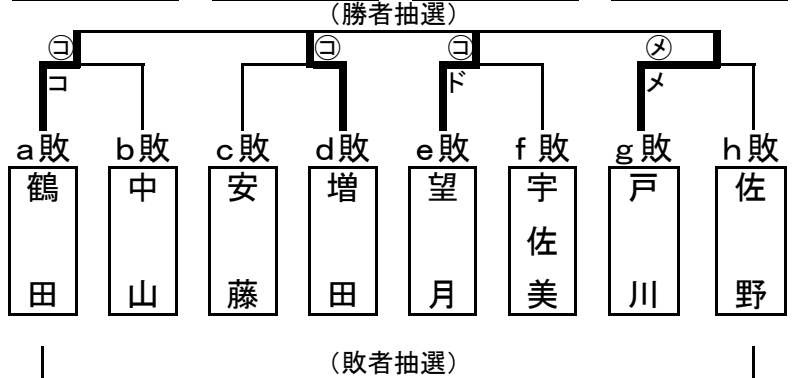 （勝者抽選）
㋙ ㋙ ㋙ ㋱
コ ド メ
a敗 b敗 c敗 d敗 e敗 f敗 g敗 h敗
鶴田 中山 安藤 増田 望月 宇佐美 戸川 佐野
（敗者抽選）